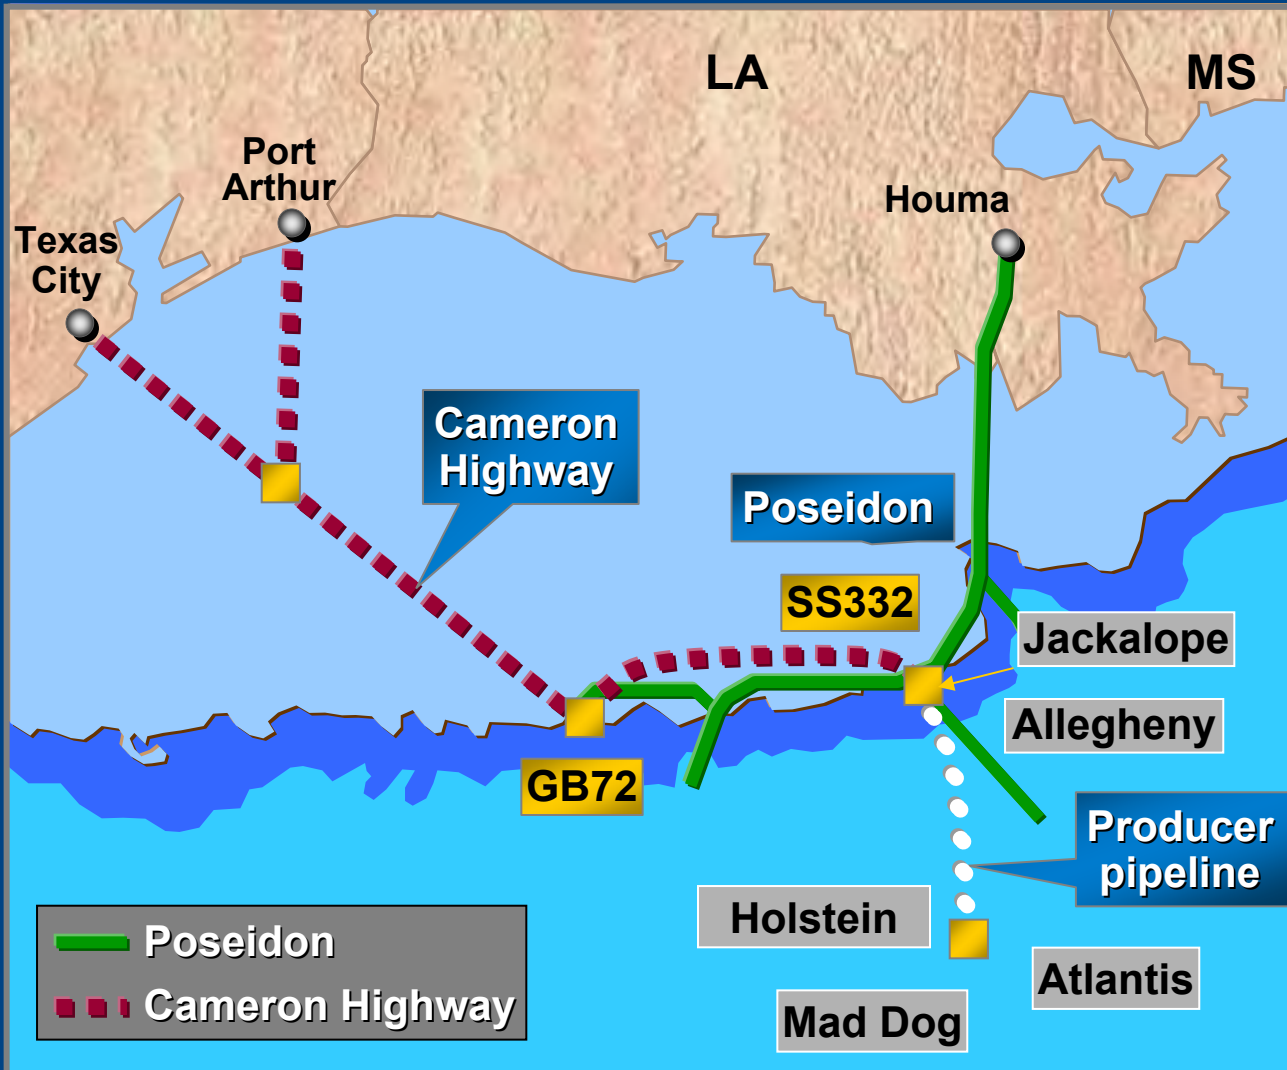 LA
MS
Port
Arthur
Houma
Texas
City
Cameron
Highway
Poseidon
SS332
Jackalope
Allegheny
GB72
Producer
pipeline
Holstein
Atlantis
Mad Dog
Poseidon
Cameron Highway